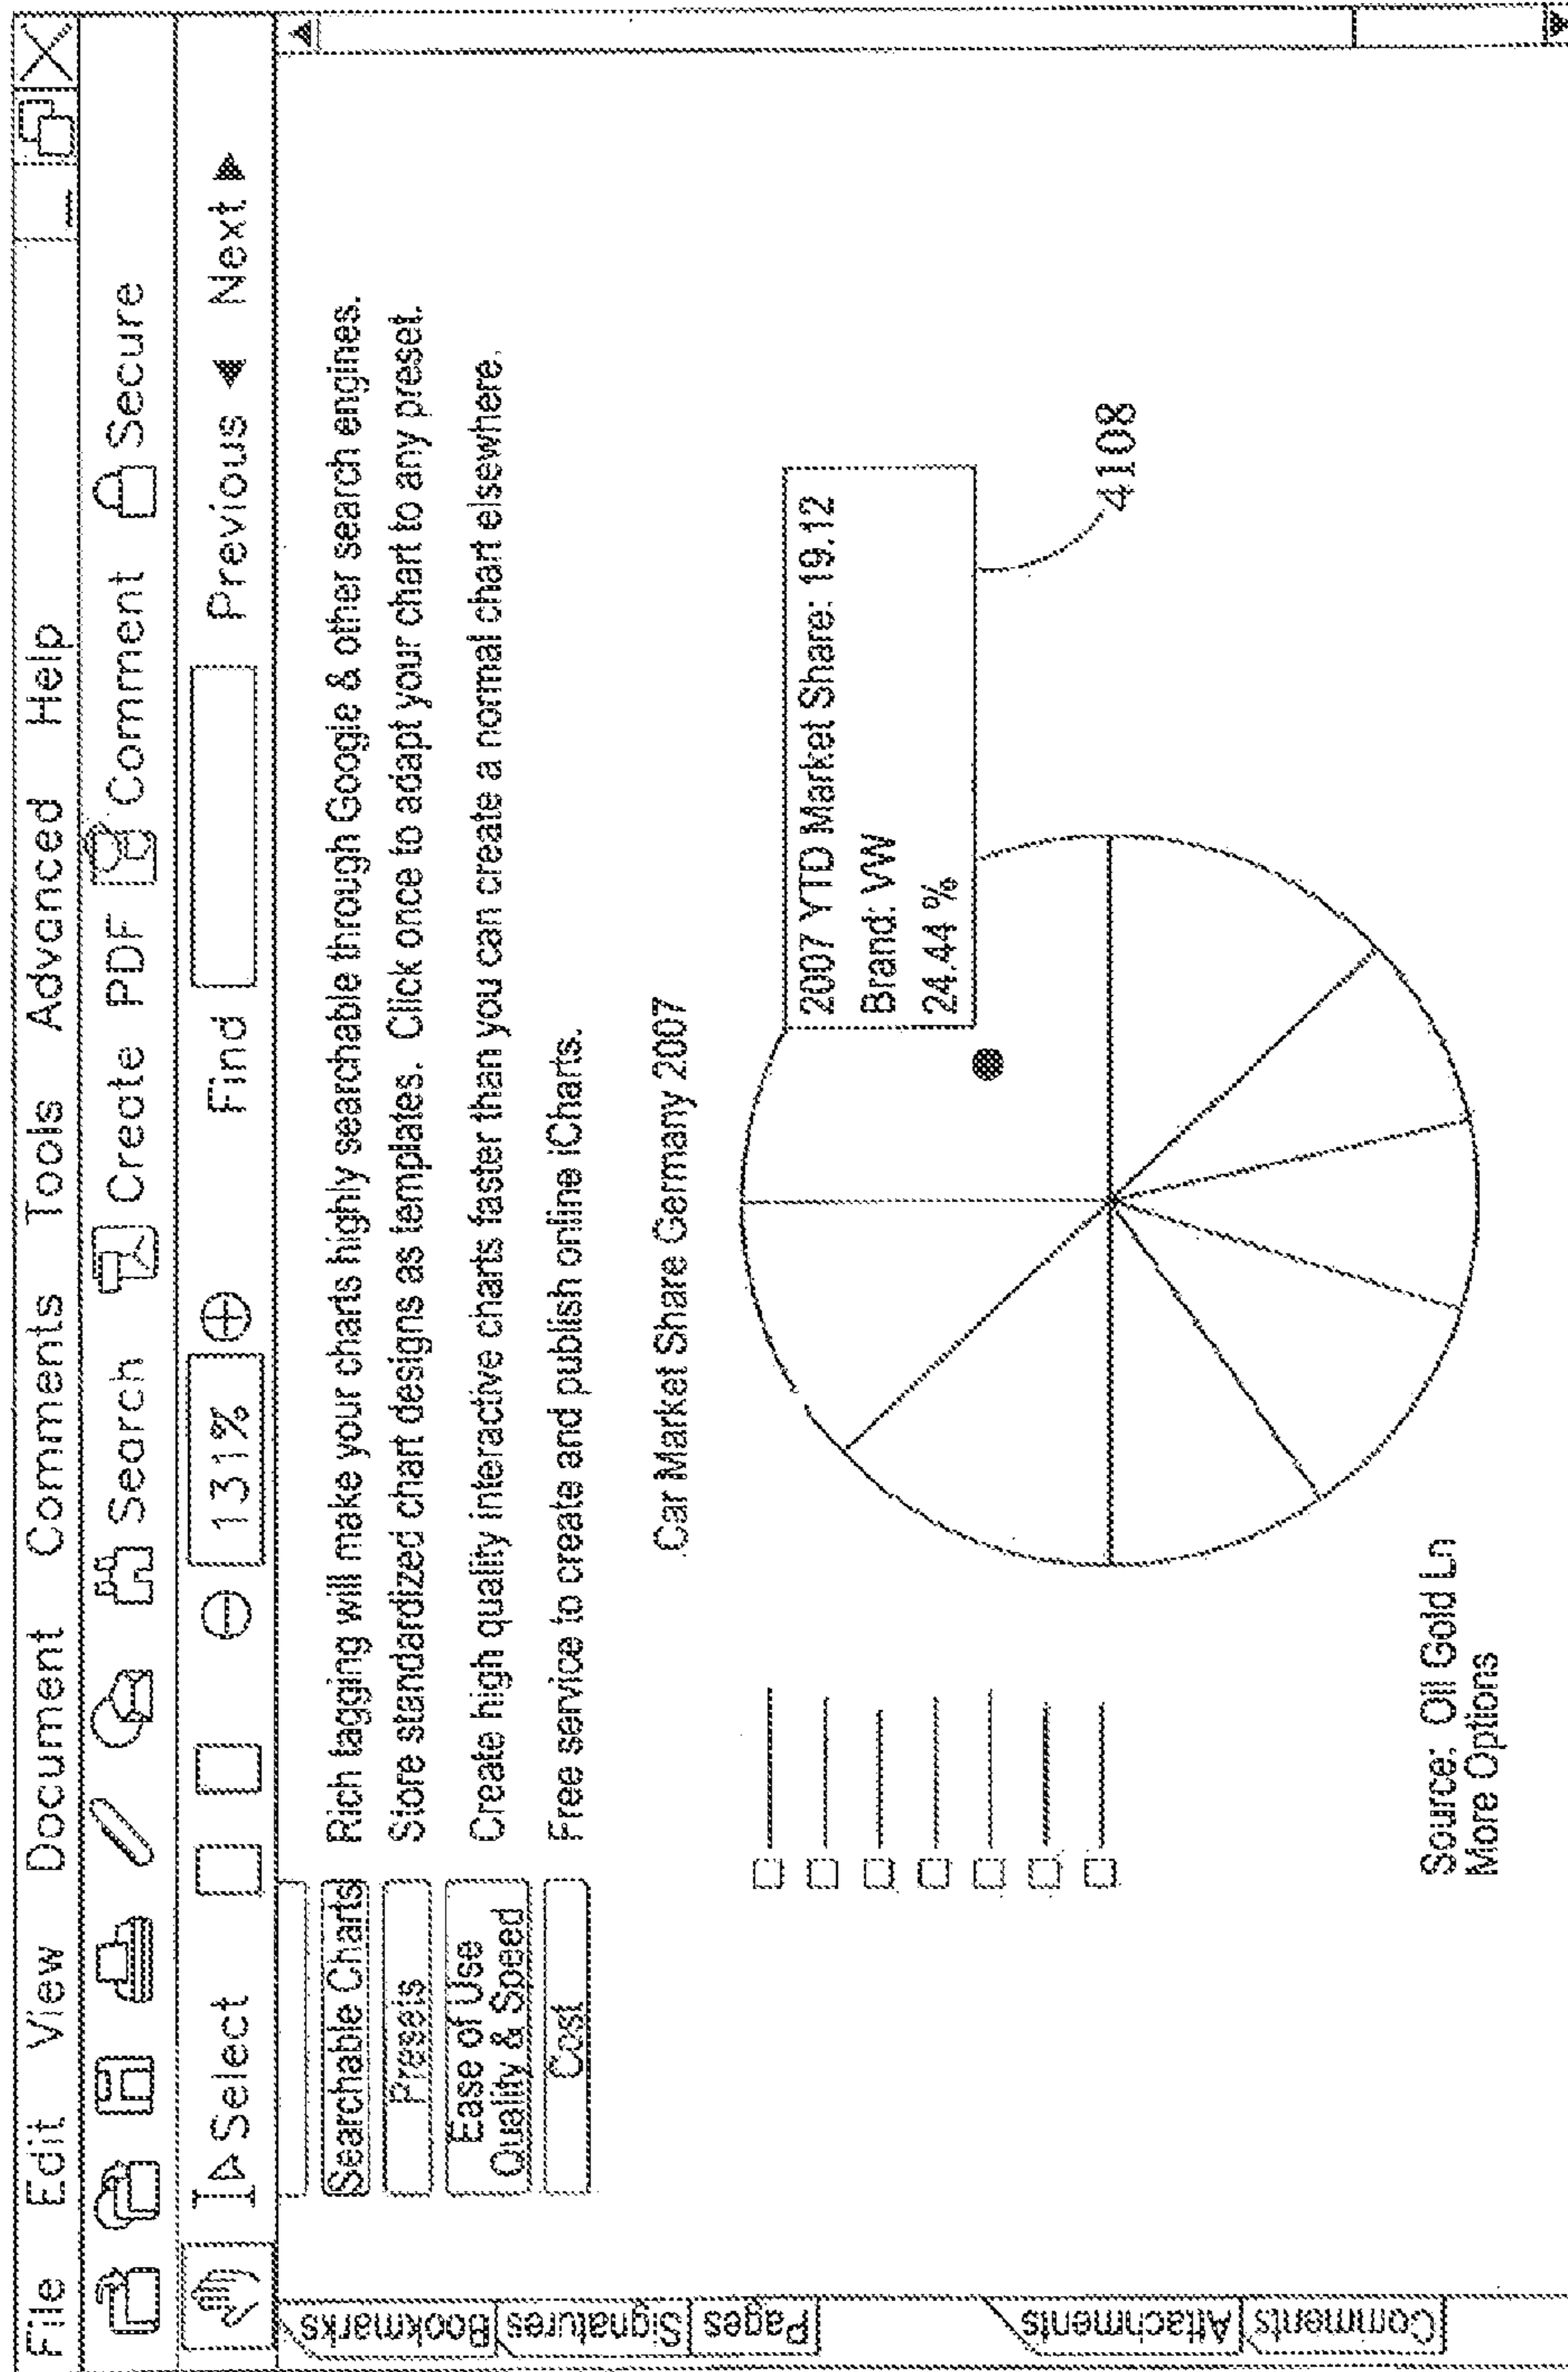 File Edit View Document Comments Tools Advanced Help
Create PDF Comment Secure
Search
Select 131% Find Previous Next
Searchable Charts Rich tagging will make your charts highly searchable through Google & other search engines.
Presets Store standardized chart designs as templates. Click once to adapt your chart to any preset.
Ease of Use
Quality & Speed Create high quality interactive charts faster than you can create a normal chart elsewhere.
Cost Free service to create and publish online iCharts.
Car Market Share Germany 2007
2007 YTD Market Share: 19.12
Brand: VW
24.44 %
4108
Source: Oil Gold Ln
More Options
Bookmarks
Signatures
Pages
Attachments
Comments